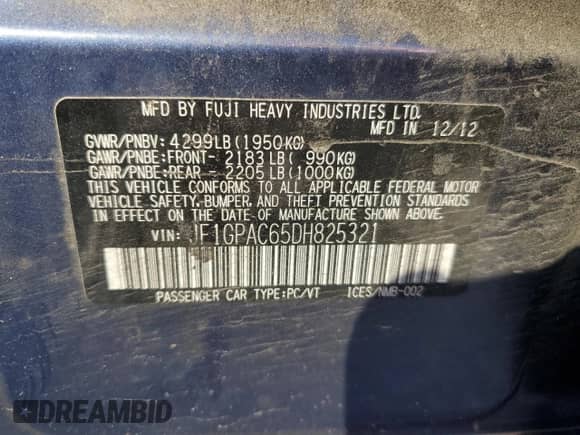 MFD BY FUJI HEAVY INDUSTRIES LTD.
MFD IN 12/12
GVWR/PNBV: 4299LB(1950KG)
GAWR/PNBE:FRONT- 2183LB( 990KG)
GAWR/PNBE:REAR - 2205LB(1000KG)
THIS VEHICLE CONFORMS TO ALL APPLICABLE FEDERAL MOTOR
VEHICLE SAFETY,BUMPER, AND THEFT PREVENTION STANDARDS
IN EFFECT ON THE DATE OF MANUFACTURE SHOWN ABOVE.
VIN: JF1GPAC65DH825321
PASSENGER CAR TYPE:PC/VT ICES/NMB-002
DREAMBID